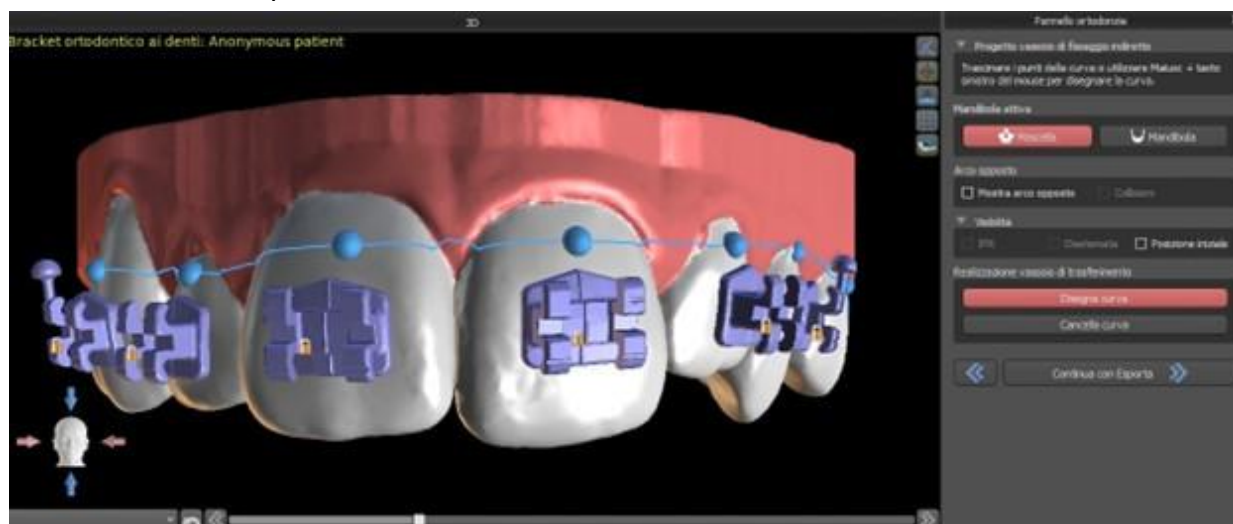 3D
Bracket ortodontico ai denti: Anonymous patient
Pannello ortodonzia
Progetto vassoio di fissaggio indiretto
Trascinare i punti della curva o utilizzare Maiusc + tasto
sinistro del mouse per disegnare la curva.
Mandibola attiva
Mascella
Mandibola
Arco opposto
Mostra arco opposto
Collisioni
Visibilità
Posizione iniziale
Realizzazione vassoio di trasferimento
Disegna curva
Cancella curva
Continua con Esporta